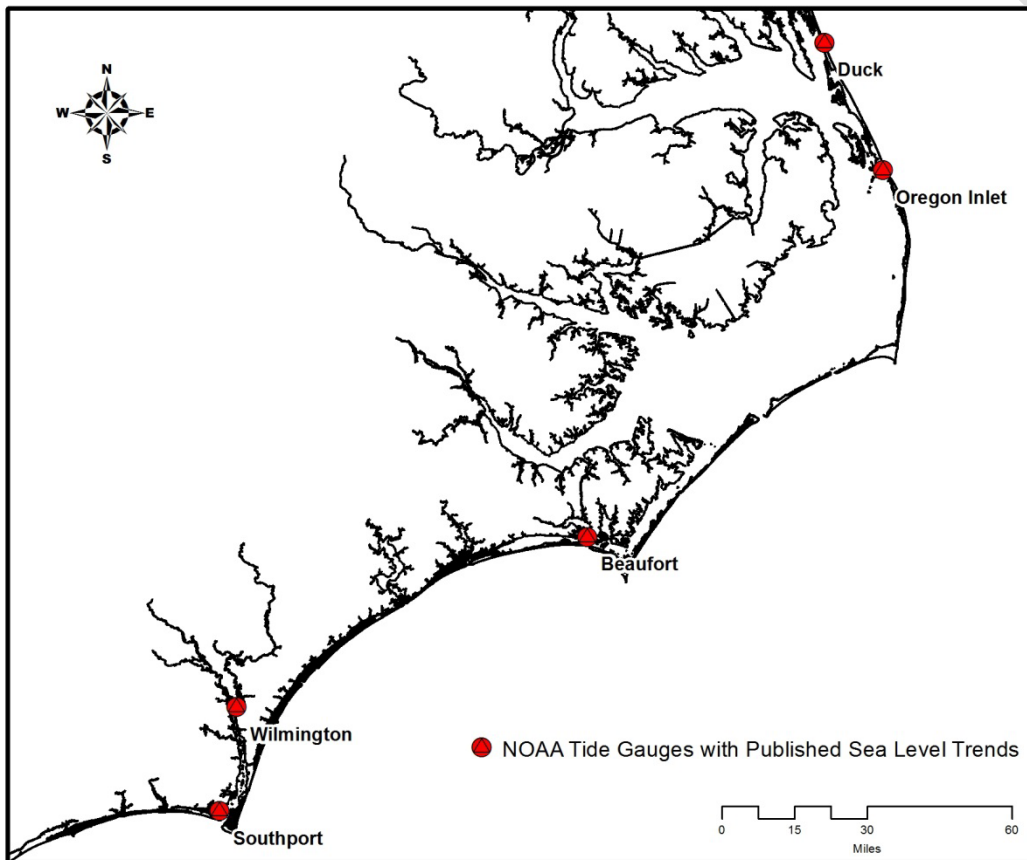 N
W E
S
Duck
Oregon Inlet
Beaufort
Wilmington
NOAA Tide Gauges with Published Sea Level Trends
Southport
0 15 30 60
Miles